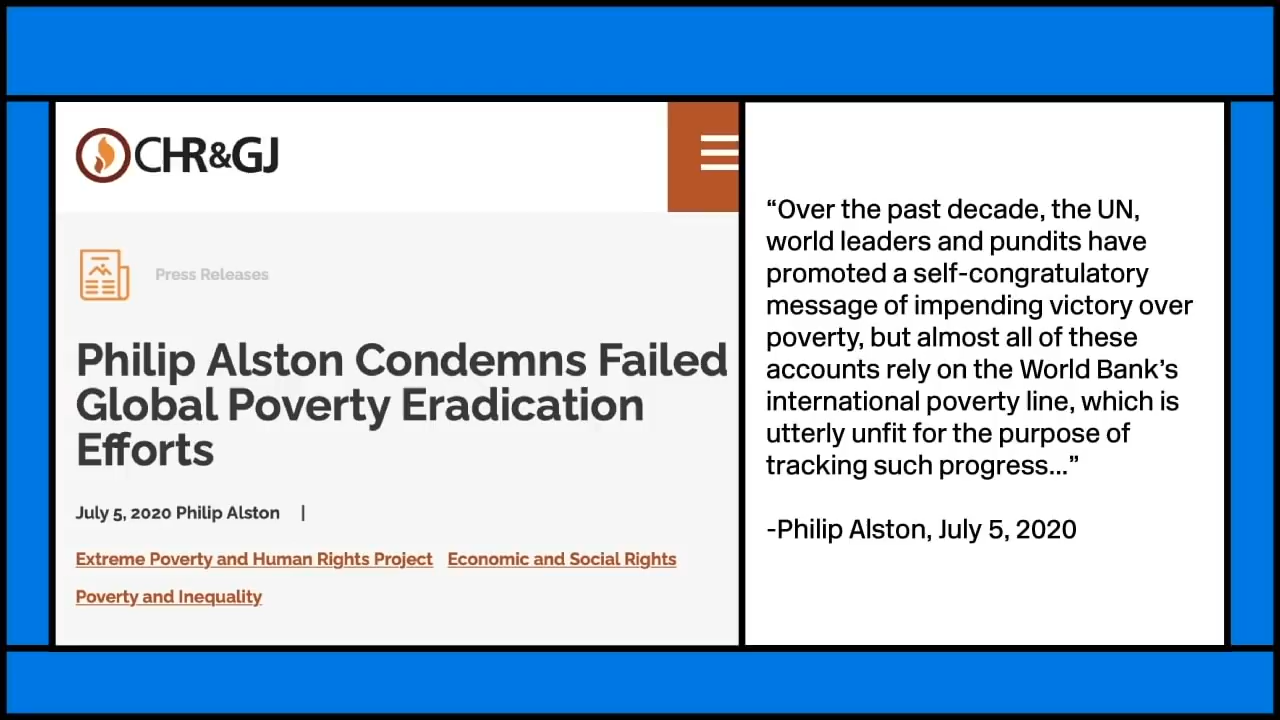 CHR&GJ
Press Releases
Philip Alston Condemns Failed
Global Poverty Eradication
Efforts
July 5, 2020 Philip Alston |
Extreme Poverty and Human Rights Project Economic and Social Rights
Poverty and Inequality
“Over the past decade, the UN,
world leaders and pundits have
promoted a self-congratulatory
message of impending victory over
poverty, but almost all of these
accounts rely on the World Bank’s
international poverty line, which is
utterly unfit for the purpose of
tracking such progress...”
-Philip Alston, July 5, 2020